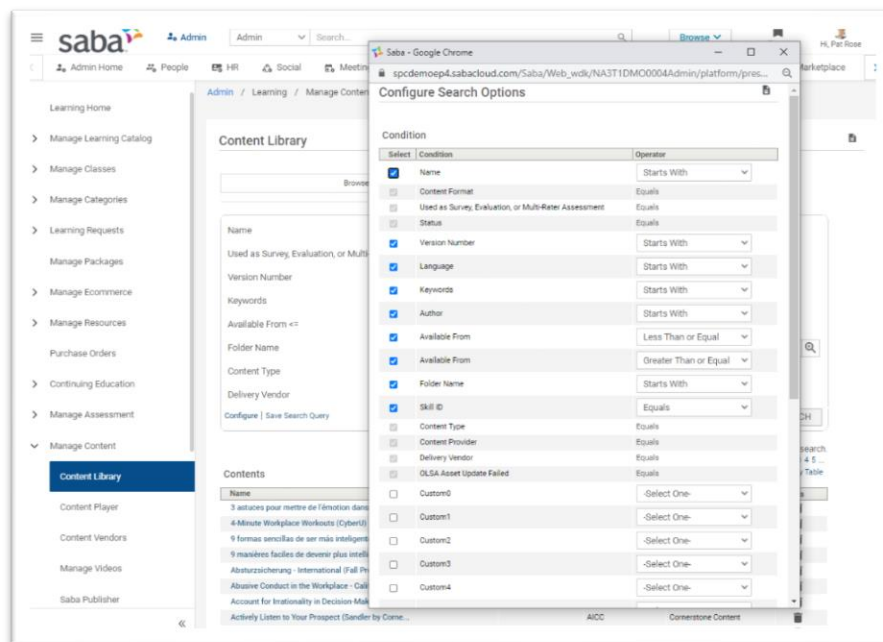 saba
Admin
Admin
Search...
Browse
Hi, Pat Rose
Admin Home
People
HR
Social
Meetin
Marketplace
Admin / Learning / Manage Conten
Learning Home
Manage Learning Catalog
Manage Classes
Manage Categories
Learning Requests
Manage Packages
Manage Ecommerce
Manage Resources
Purchase Orders
Continuing Education
Manage Assessment
Manage Content
Content Library
Content Player
Content Vendors
Manage Videos
Saba Publisher
Content Library
Browse
Name
Used as Survey, Evaluation, or Multi-
Version Number
Keywords
Available From <=
Folder Name
Content Type
Delivery Vendor
Configure | Save Search Query
CH
search.
4 5 ...
Table
Contents
Name
3 astuces pour mettre de l'émotion dans
4-Minute Workplace Workouts (CyberU)
9 formas sencillas de ser más inteligent
9 manières faciles de devenir plus intelli
Absturzsicherung - International (Fall Pr
Abusive Conduct in the Workplace - Cali
Account for Irrationality in Decision-Mak
Actively Listen to Your Prospect (Sandler by Corne... AICC Cornerstone Content
Saba - Google Chrome
spcdemoep4.sabacloud.com/Saba/Web_wdk/NA3T1DMO0004Admin/platform/pres...
Configure Search Options
Condition
Select Condition Operator
Name Starts With
Content Format Equals
Used as Survey, Evaluation, or Multi-Rater Assessment Equals
Status Equals
Version Number Starts With
Language Starts With
Keywords Starts With
Author Starts With
Available From Less Than or Equal
Available From Greater Than or Equal
Folder Name Starts With
Skill ID Equals
Content Type Equals
Content Provider Equals
Delivery Vendor Equals
OLSA Asset Update Failed Equals
Custom0 -Select One-
Custom1 -Select One-
Custom2 -Select One-
Custom3 -Select One-
Custom4 -Select One-